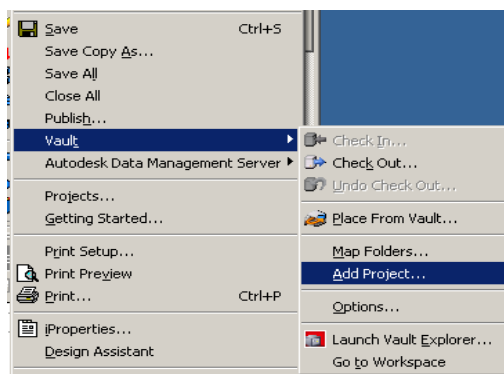 Save Ctrl+S
Save Copy As...
Save All
Close All
Publish...
Vault
Autodesk Data Management Server
Projects...
Getting Started...
Print Setup...
Print Preview
Print... Ctrl+P
iProperties...
Design Assistant
Check In...
Check Out...
Undo Check Out...
Place From Vault...
Map Folders...
Add Project...
Options...
Launch Vault Explorer...
Go to Workspace